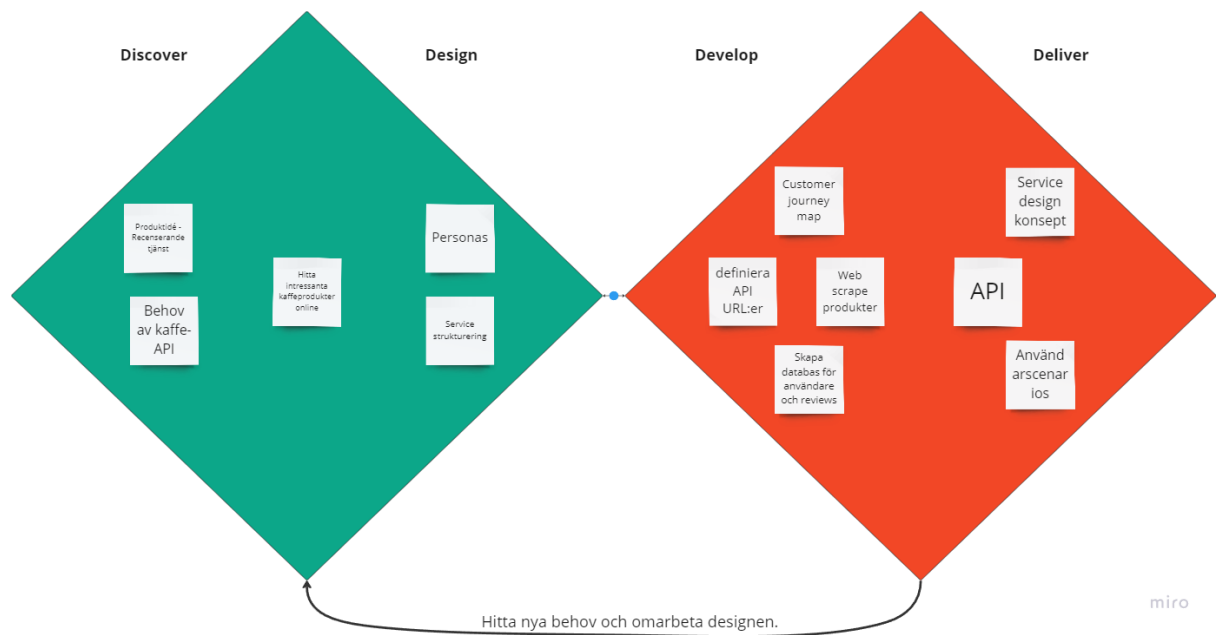 Discover
Design
Develop
Deliver
Produktidé -
Recenserande
tjänst
Behov
av kaffe-
API
Hitta
intressanta
kaffeprodukter
online
Personas
Service
strukturering
Customer
journey
map
definiera
API
URL:er
Web
scrape
produkter
Skapa
databas för
användare
och reviews
Service
design
konsept
API
Använd
arscenar
ios
Hitta nya behov och omarbeta designen.
miro